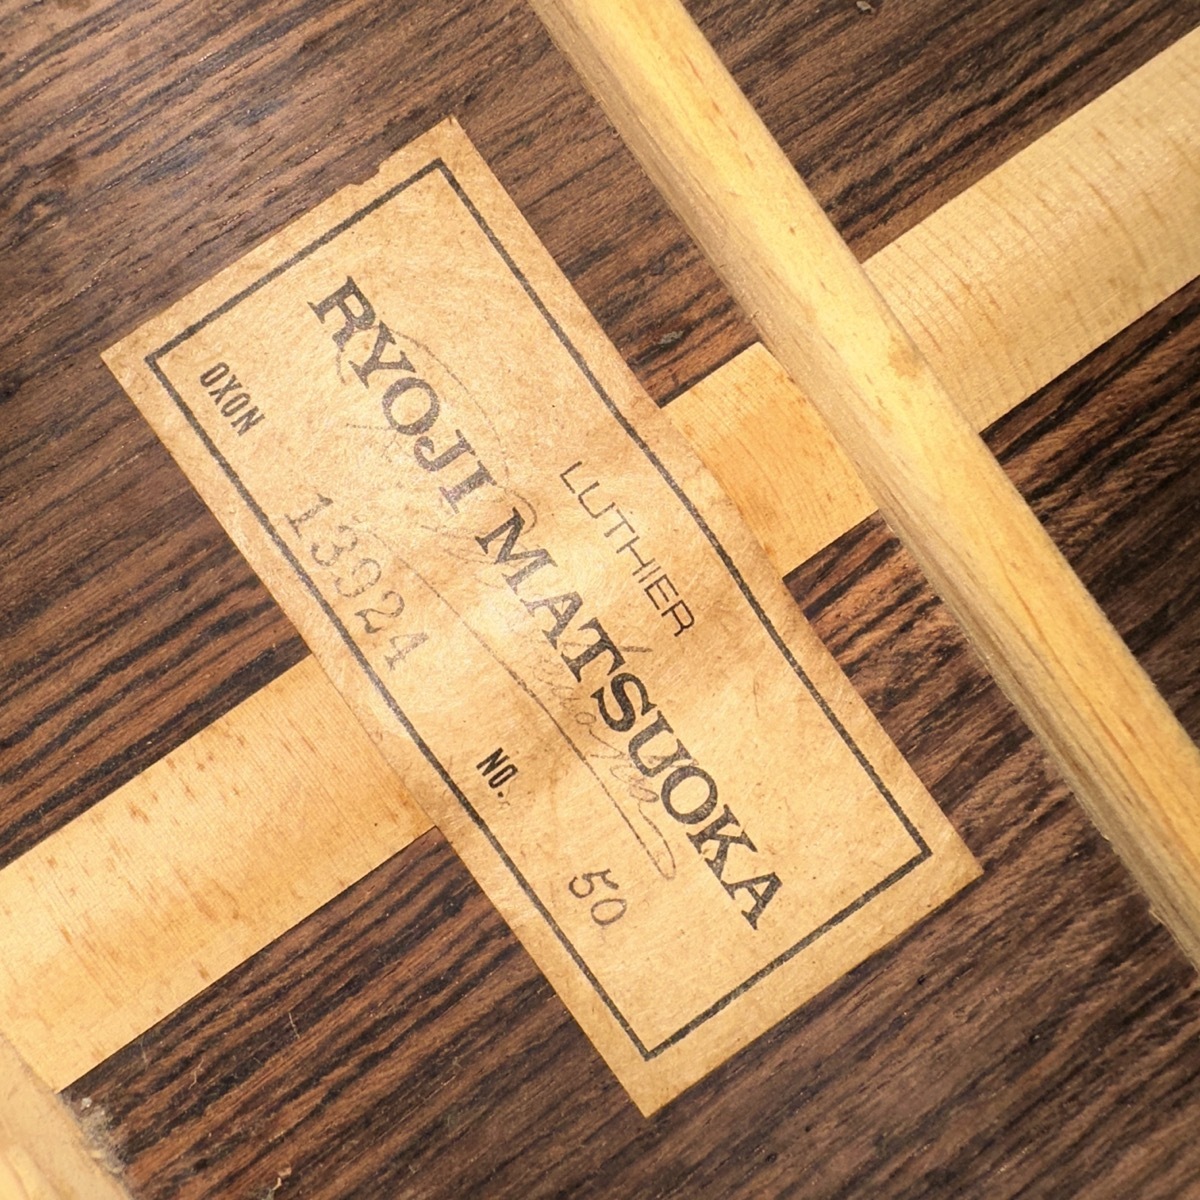 LUTHIER
RYOJI MATSUOKA
OXON 13924 NO. 50